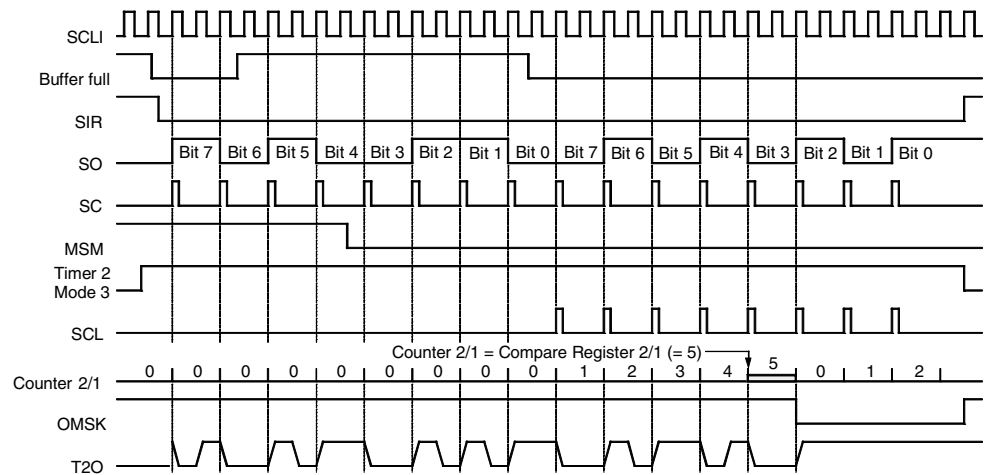 SCLI
Buffer full
SIR
SO Bit 7 Bit 6 Bit 5 Bit 4 Bit 3 Bit 2 Bit 1 Bit 0 Bit 7 Bit 6 Bit 5 Bit 4 Bit 3 Bit 2 Bit 1 Bit 0
SC
MSM
Timer 2
Mode 3
SCL
Counter 2/1 = Compare Register 2/1 (= 5)
Counter 2/1 0 0 0 0 0 0 0 0 1 2 3 4 5 0 1 2
OMSK
T2O